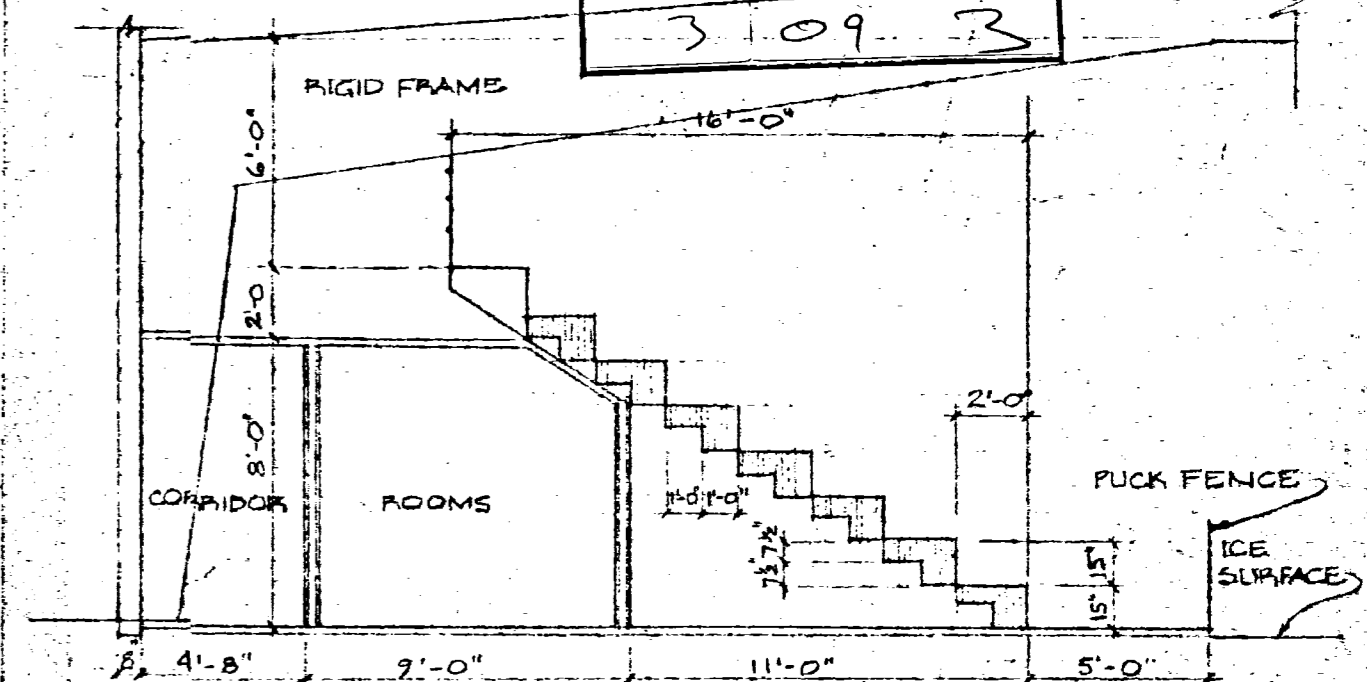 3 09 3
RIGID FRAME
16'-0"
6'-0"
2'-0
2'-0"
8'-0"
CORRIDOR
ROOMS
1'-0" 1'-0"
7½" 7½"
15" 15"
PUCK FENCE
ICE
SURFACE
8" 4'-8" 9'-0" 11'-0" 5'-0"